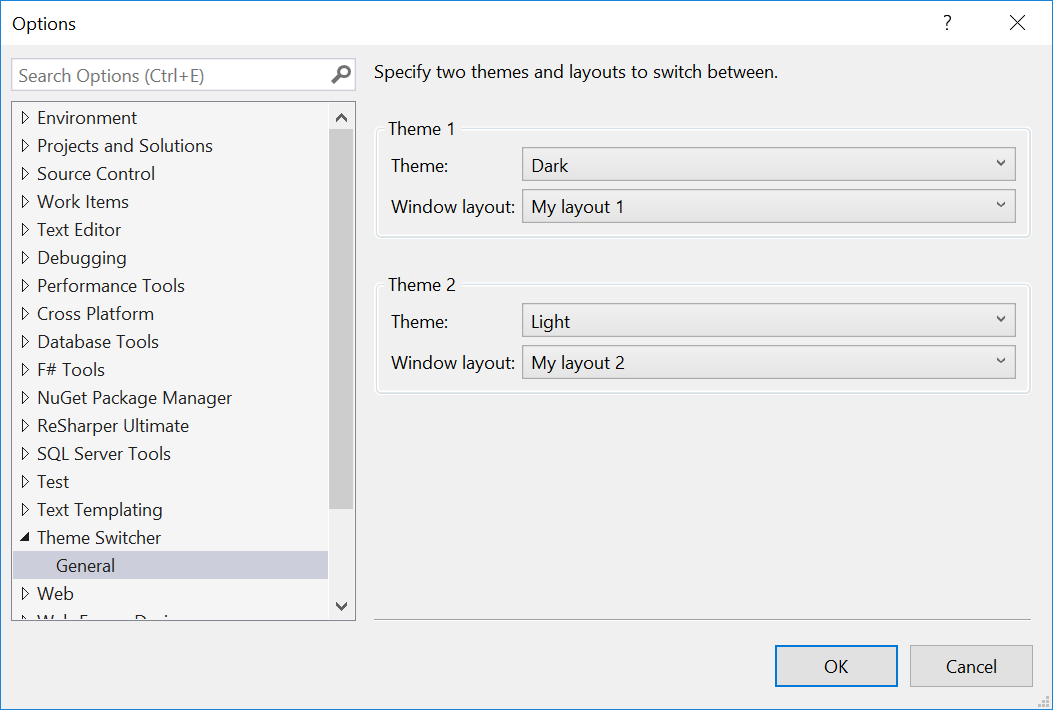 Options
?
Search Options (Ctrl+E)
Environment
Projects and Solutions
Source Control
Work Items
Text Editor
Debugging
Performance Tools
Cross Platform
Database Tools
F# Tools
NuGet Package Manager
ReSharper Ultimate
SQL Server Tools
Test
Text Templating
Theme Switcher
General
Web
Specify two themes and layouts to switch between.
Theme 1
Theme: Dark
Window layout: My layout 1
Theme 2
Theme: Light
Window layout: My layout 2
OK Cancel